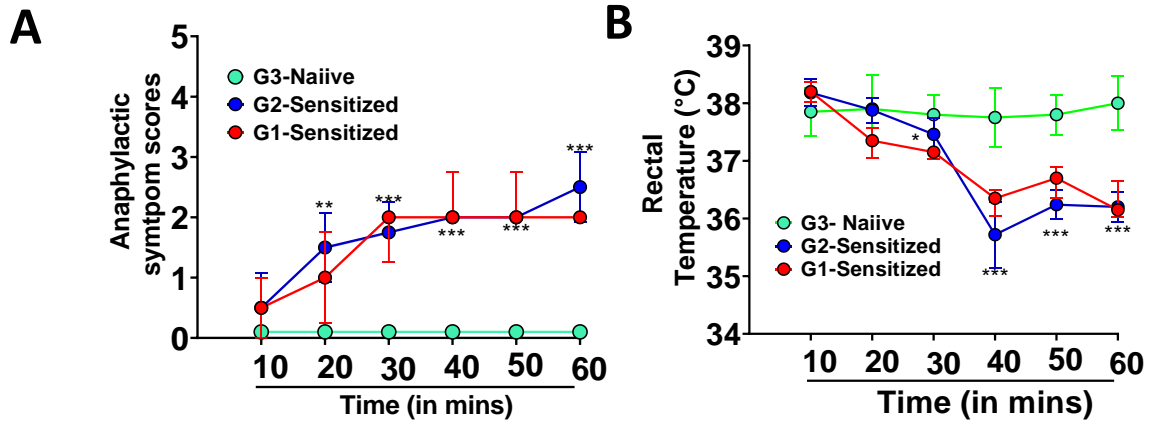 A
Anaphylactic
symtpom scores
5
4
3
2
1
0
G3-Naiive
G2-Sensitized
G1-Sensitized
**
***
***
***
***
10 20 30 40 50 60
Time (in mins)
B
Rectal
Temperature (°C)
39
38
37
36
35
34
*
***
***
***
G3- Naiive
G2-Sensitized
G1-Sensitized
10 20 30 40 50 60
Time (in mins)